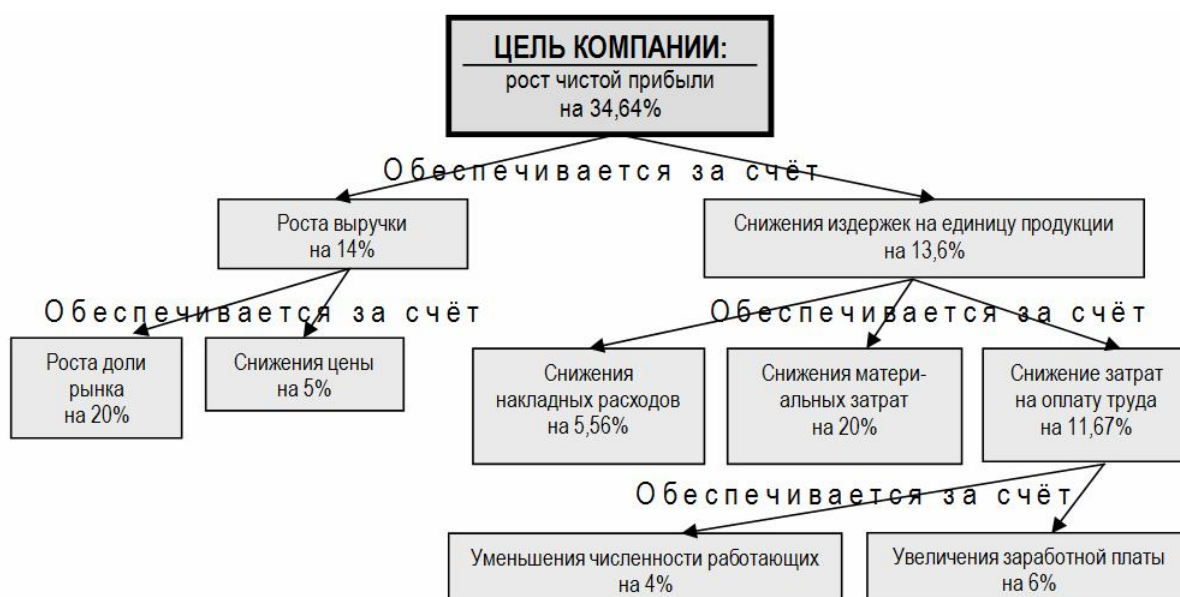 ЦЕЛЬ КОМПАНИИ:
рост чистой прибыли
на 34,64%
Обеспечивается за счёт
Роста выручки
на 14%
Снижения издержек на единицу продукции
на 13,6%
Обеспечивается за счёт
Обеспечивается за счёт
Роста доли
рынка
на 20%
Снижения цены
на 5%
Снижения
накладных расходов
на 5,56%
Снижения матери-
альных затрат
на 20%
Снижение затрат
на оплату труда
на 11,67%
Обеспечивается за счёт
Уменьшения численности работающих
на 4%
Увеличения заработной платы
на 6%